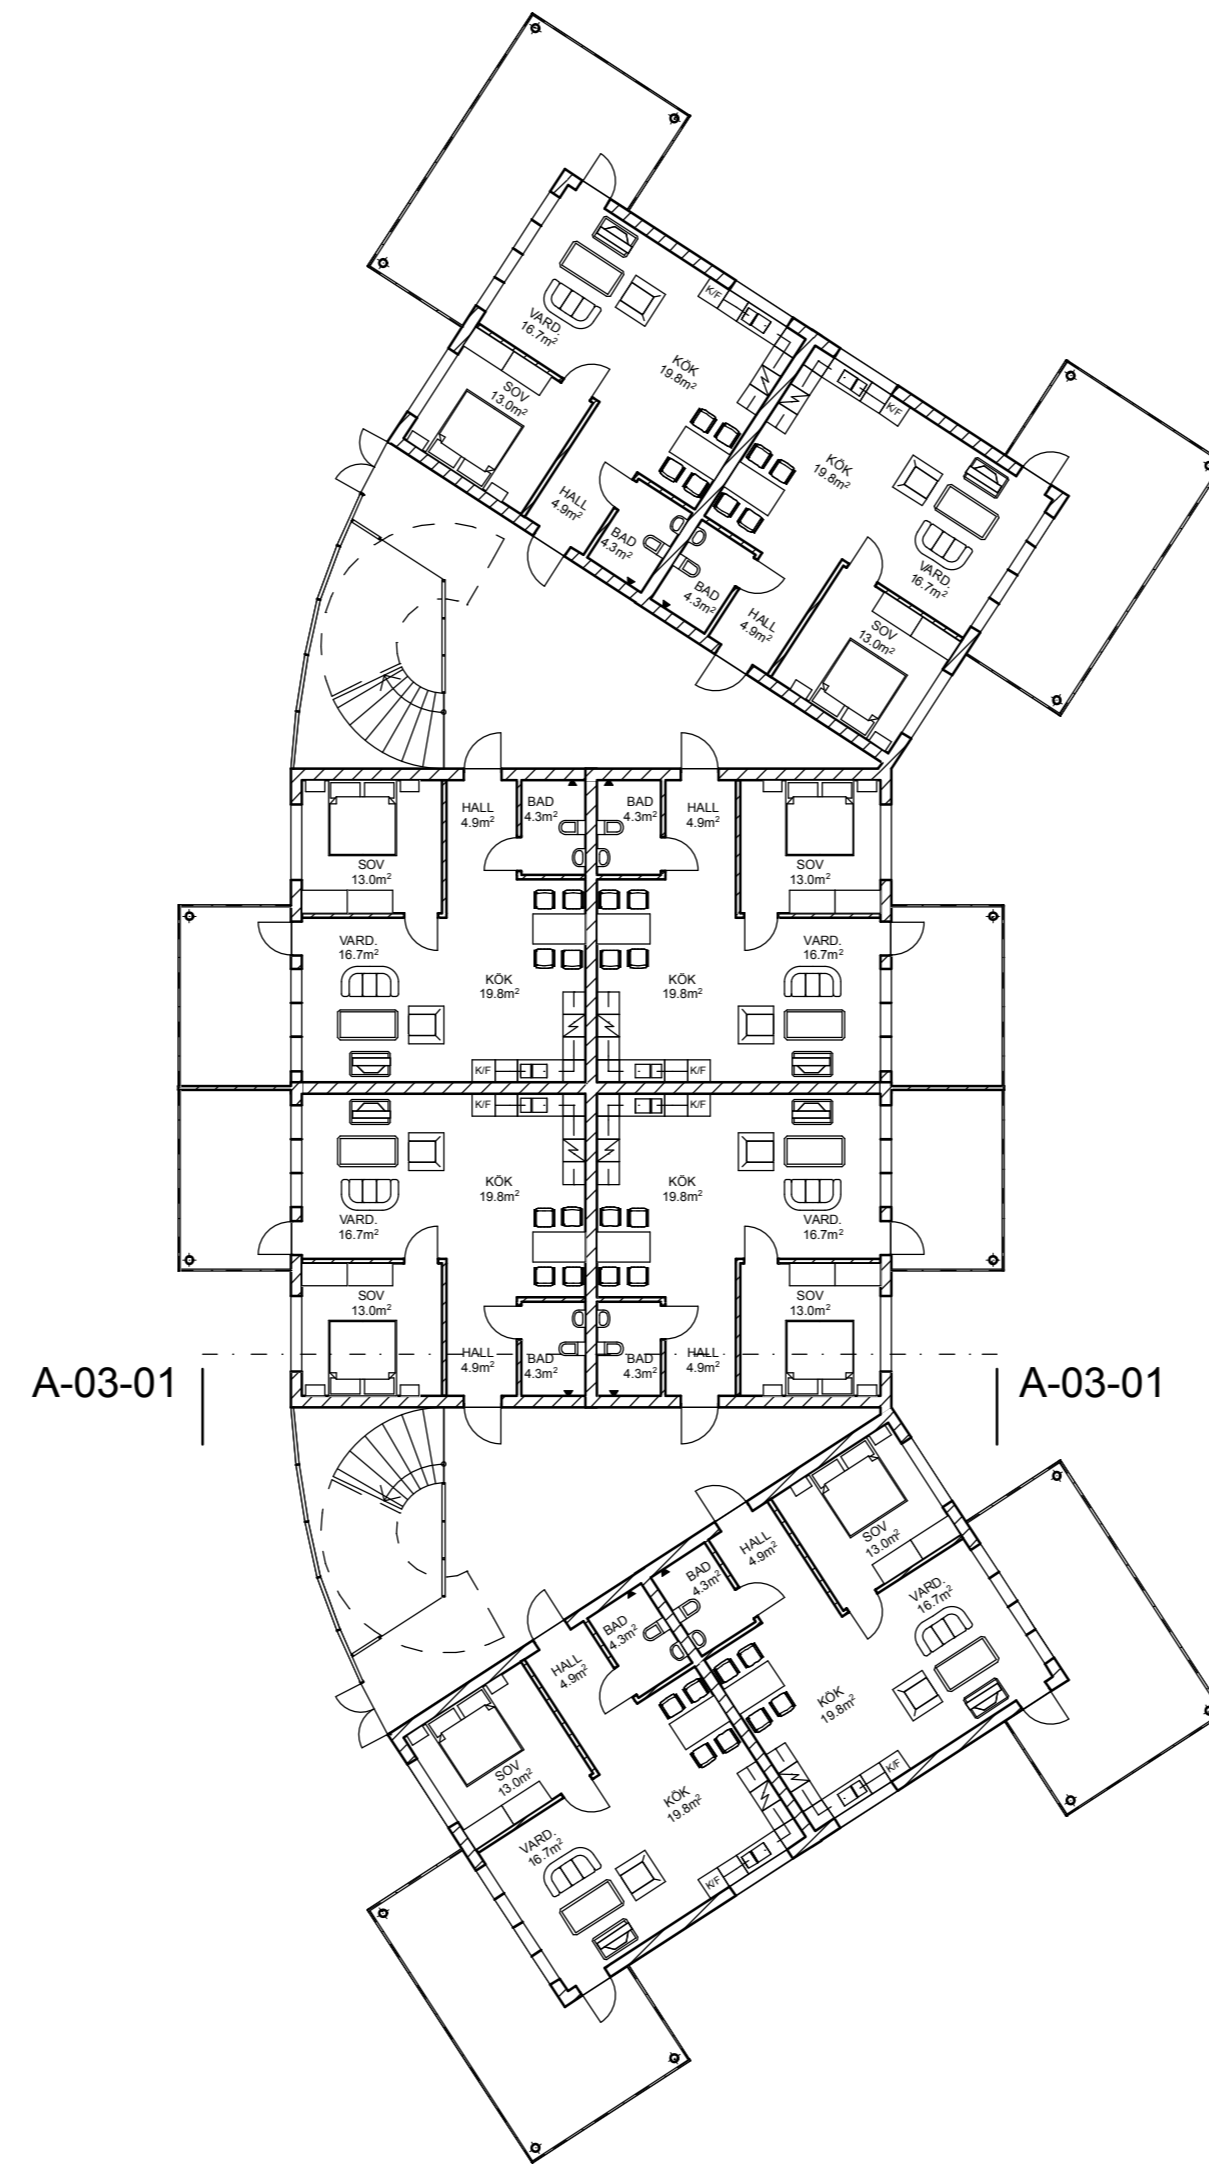 K/F
VARD.
16.7m²
KÖK
19.8m²
SOV
13.0m²
HALL
4.9m²
BAD
4.3m²
K/F
KÖK
19.8m²
VARD.
16.7m²
BAD
4.3m²
HALL
4.9m²
SOV
13.0m²
HALL
4.9m²
BAD
4.3m²
BAD
4.3m²
HALL
4.9m²
SOV
13.0m²
SOV
13.0m²
VARD.
16.7m²
KÖK
19.8m²
KÖK
19.8m²
VARD.
16.7m²
K/F
K/F
K/F
K/F
KÖK
19.8m²
KÖK
19.8m²
VARD.
16.7m²
VARD.
16.7m²
SOV
13.0m²
SOV
13.0m²
HALL
4.9m²
BAD
4.3m²
BAD
4.3m²
HALL
4.9m²
A-03-01
A-03-01
SOV
13.0m²
HALL
4.9m²
BAD
4.3m²
VARD.
16.7m²
KÖK
19.8m²
K/F
BAD
4.3m²
HALL
4.9m²
SOV
13.0m²
KÖK
19.8m²
VARD.
16.7m²
K/F